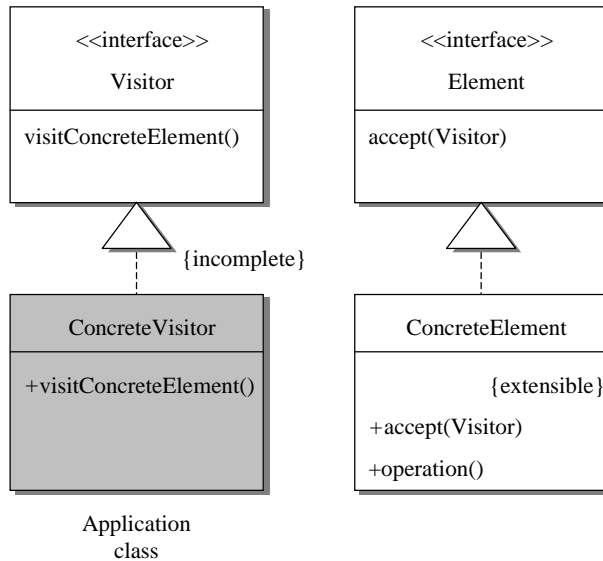 <<interface>>
Visitor
visitConcreteElement()
{incomplete}
ConcreteVisitor
+visitConcreteElement()
Application
class
<<interface>>
Element
accept(Visitor)
ConcreteElement
{extensible}
+accept(Visitor)
+operation()